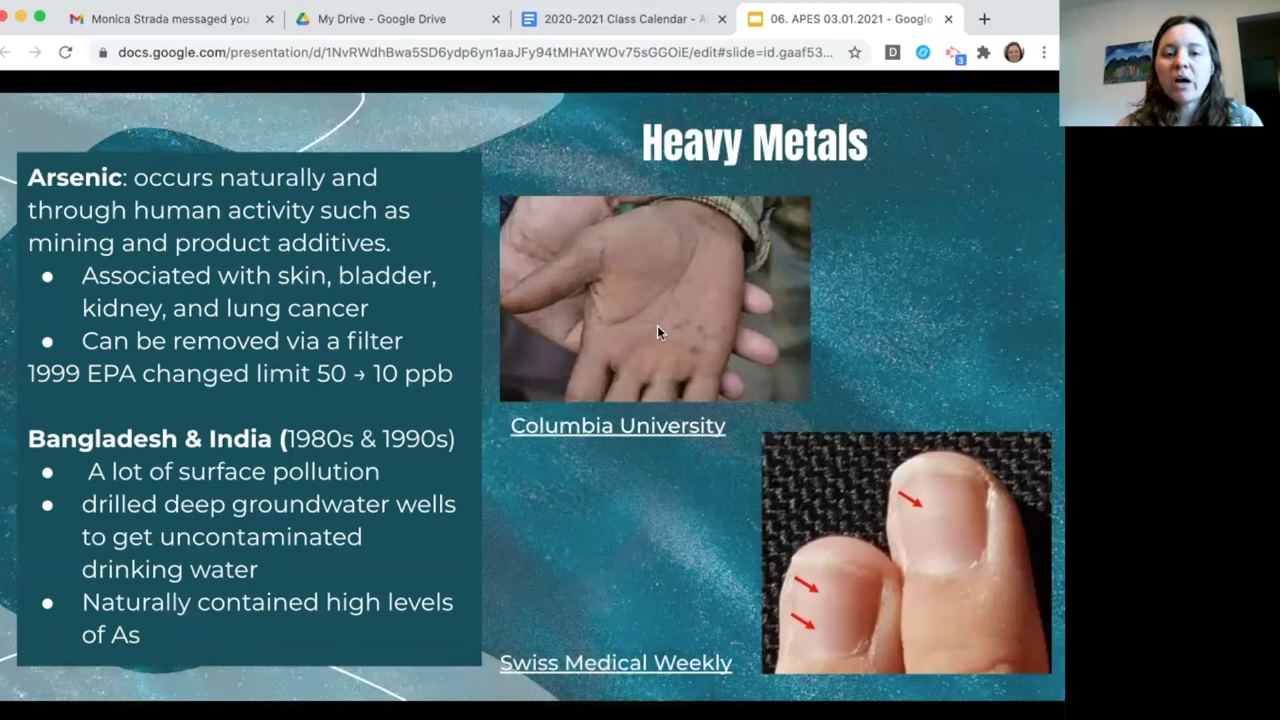 Monica Strada messaged you -
My Drive - Google Drive
2020-2021 Class Calendar - A
06. APES 03.01.2021 - Google
docs.google.com/presentation/d/1NvRWdhBwa5SD6ydp6yn1aaJFy94tMHAYWOv75sGGOiE/edit#slide=id.gaaf53...
D
3
Heavy Metals
Arsenic: occurs naturally and
through human activity such as
mining and product additives.
● Associated with skin, bladder,
kidney, and lung cancer
● Can be removed via a filter
1999 EPA changed limit 50 → 10 ppb
Bangladesh & India (1980s & 1990s)
● A lot of surface pollution
● drilled deep groundwater wells
to get uncontaminated
drinking water
● Naturally contained high levels
of As
Columbia University
Swiss Medical Weekly